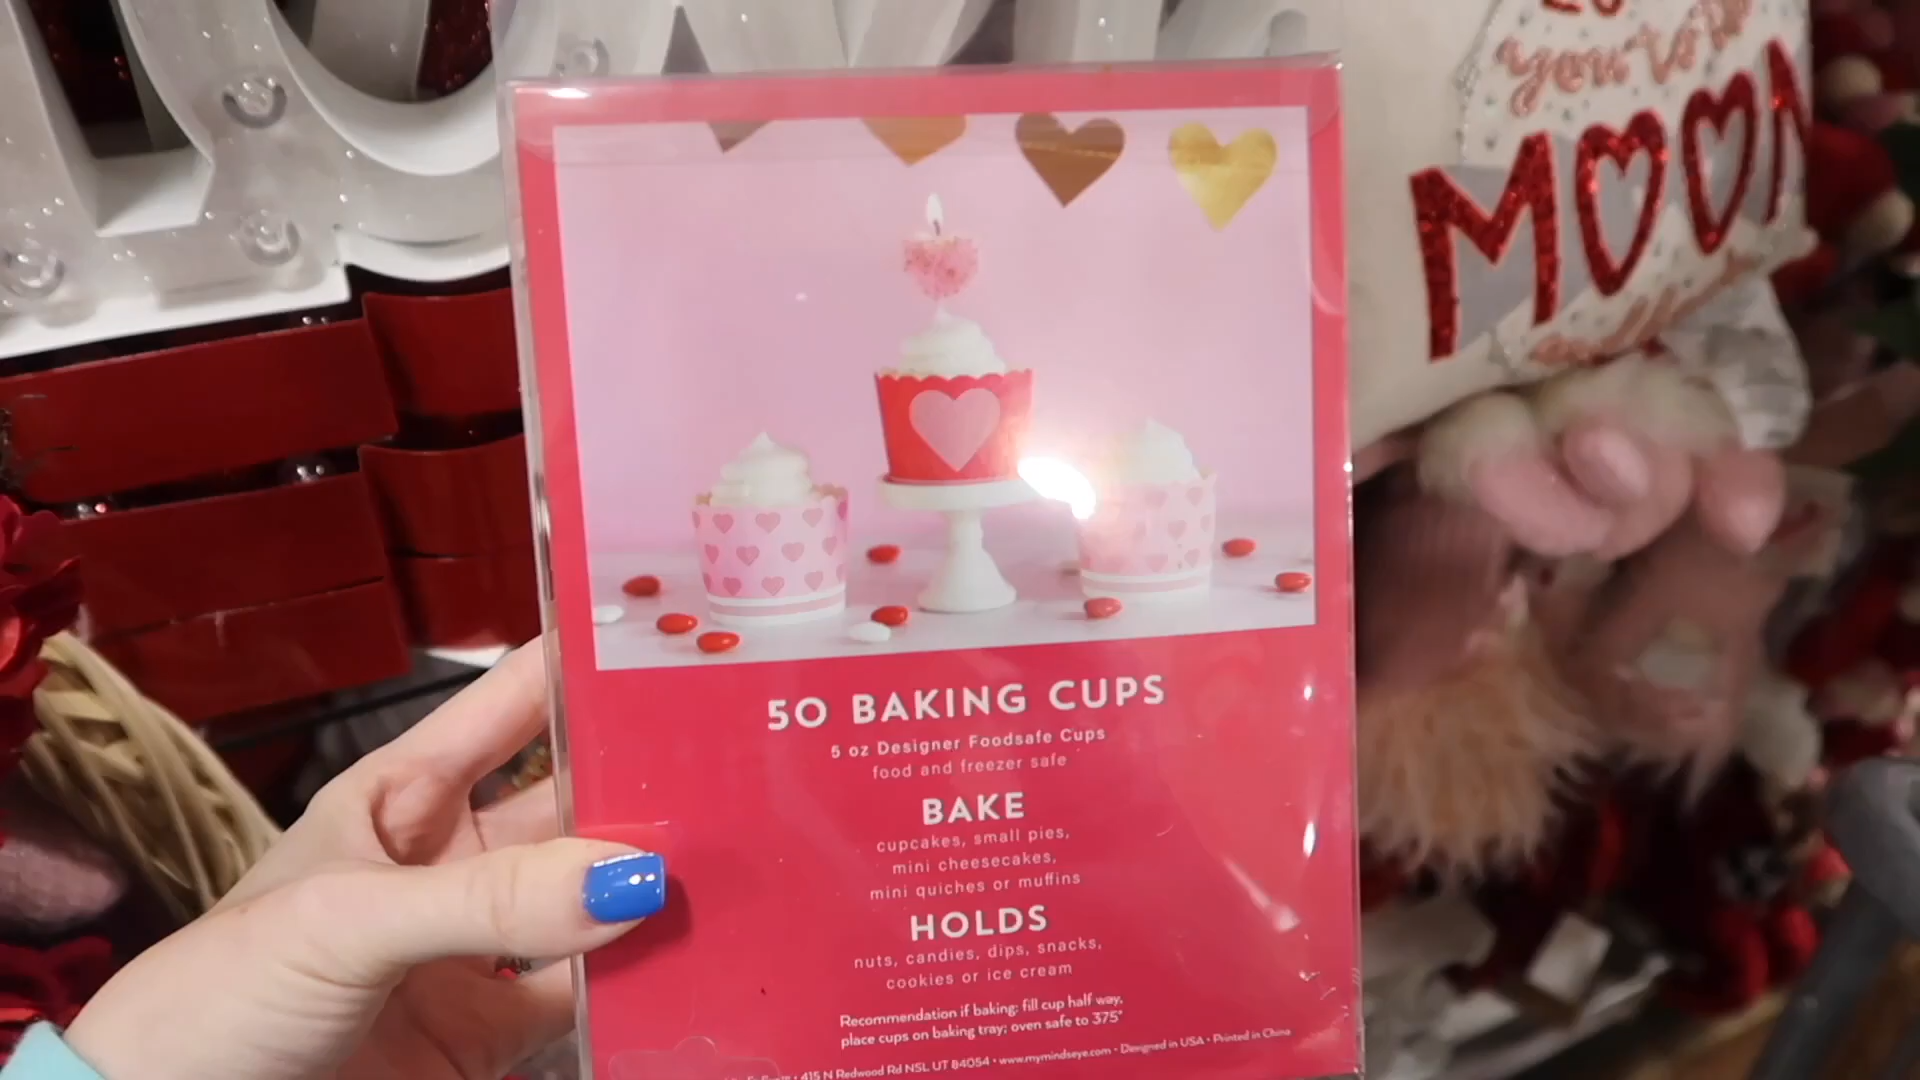 you to the
MOON
50 BAKING CUPS
5 oz Designer Foodsafe Cups
food and freezer safe
BAKE
cupcakes, small pies,
mini cheesecakes,
mini quiches or muffins
HOLDS
nuts, candies, dips, snacks,
cookies or ice cream
Recommendation if baking: fill cup half way,
place cups on baking tray; oven safe to 375°
415 N Redwood Rd NSL UT 84054 • www.mymindseye.com • Designed in USA • Printed in China